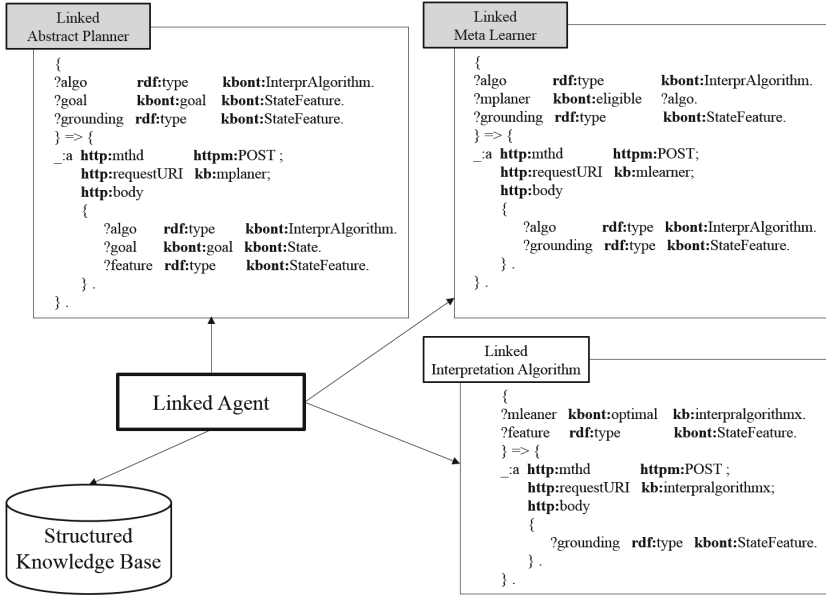 Linked
Abstract Planner
{
?algo rdf:type kbont:InterprAlgorithm.
?goal kbont:goal kbont:StateFeature.
?grounding rdf:type kbont:StateFeature.
} => {
_:a http:mthd httpm:POST ;
http:requestURI kb:mplaner;
http:body
{
?algo rdf:type kbont:InterprAlgorithm.
?goal kbont:goal kbont:State.
?feature rdf:type kbont:StateFeature.
} .
} .
Linked
Meta Learner
{
?algo rdf:type kbont:InterprAlgorithm.
?mplaner kbont:eligible ?algo.
?grounding rdf:type kbont:StateFeature.
} => {
_:a http:mthd httpm:POST;
http:requestURI kb:mlearner;
http:body
{
?algo rdf:type kbont:InterprAlgorithm.
?grounding rdf:type kbont:StateFeature.
} .
} .
Linked Agent
Structured
Knowledge Base
Linked
Interpretation Algorithm
{
?mleaner kbont:optimal kb:interpralgorithmx.
?feature rdf:type kbont:StateFeature.
} => {
_:a http:mthd httpm:POST ;
http:requestURI kb:interpralgorithmx;
http:body
{
?grounding rdf:type kbont:StateFeature.
} .
} .